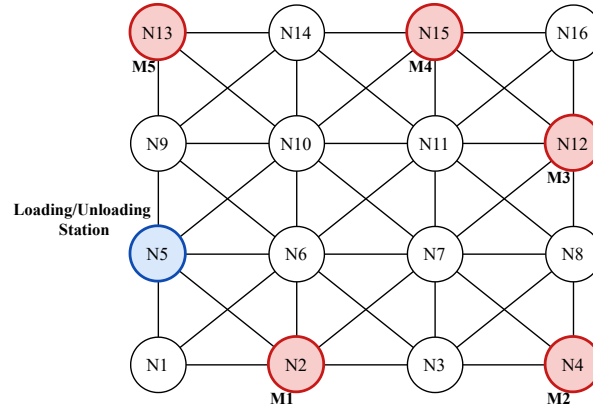 N13 N14 N15 N16
M5 M4
N9 N10 N11 N12
M3
Loading/Unloading
Station
N5 N6 N7 N8
N1 N2 N3 N4
M1 M2